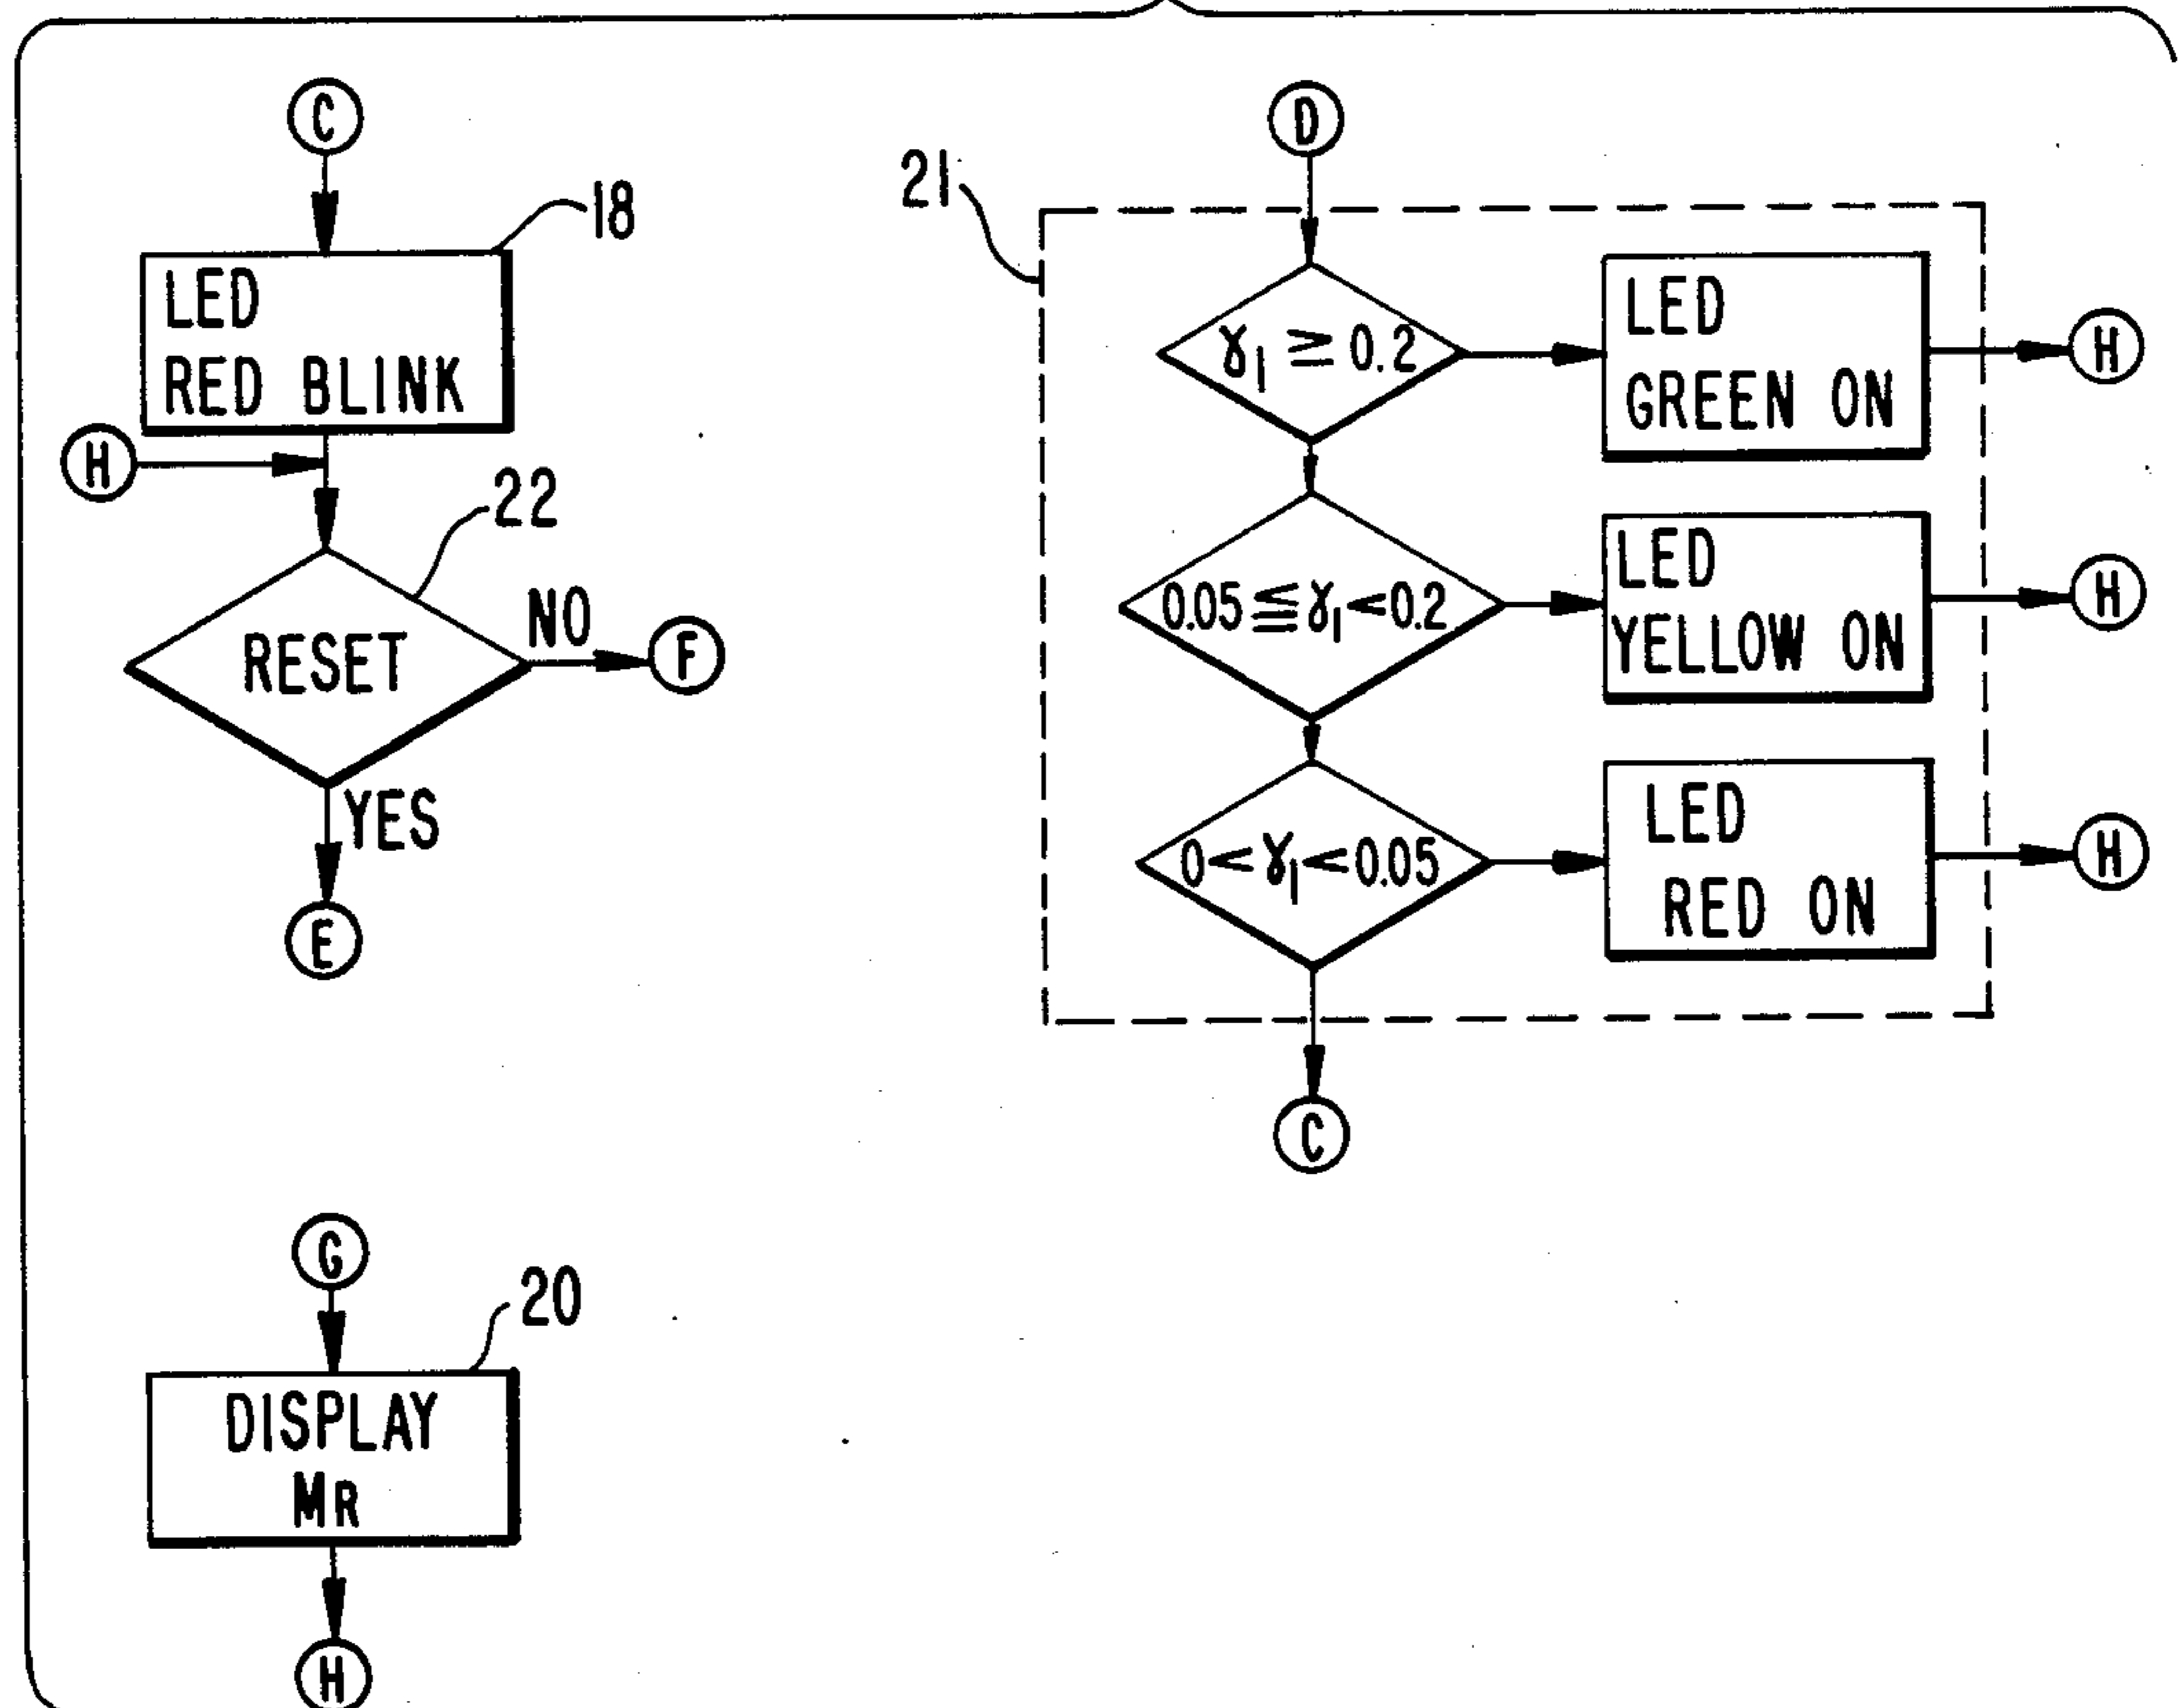 C
18
LED
RED BLINK
H
22
RESET
NO
F
YES
E
G
20
DISPLAY
MR
H
D
21
γ1 ≧ 0.2
LED
GREEN ON
H
0.05 ≦ γ1 < 0.2
LED
YELLOW ON
H
0 < γ1 < 0.05
LED
RED ON
H
C